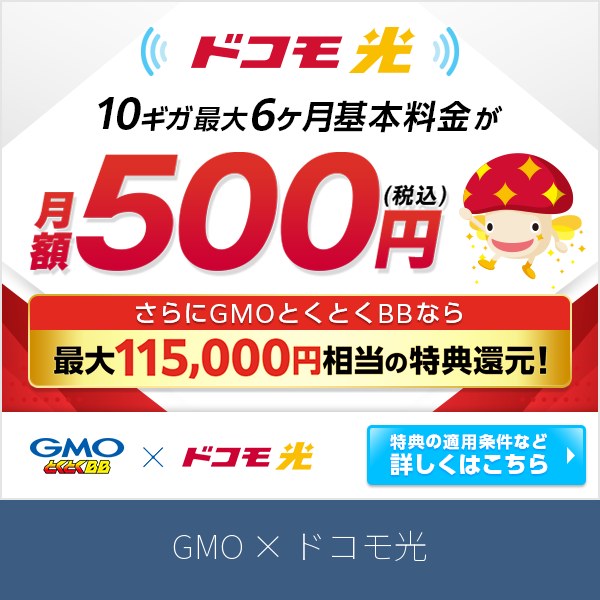 ドコモ光
10ギガ最大6ヶ月基本料金が
月額500円(税込)
さらにGMOとくとくBBなら
最大115,000円相当の特典還元!
GMOとくとくBB × ドコモ光
特典の適用条件など
詳しくはこちら
GMO × ドコモ光